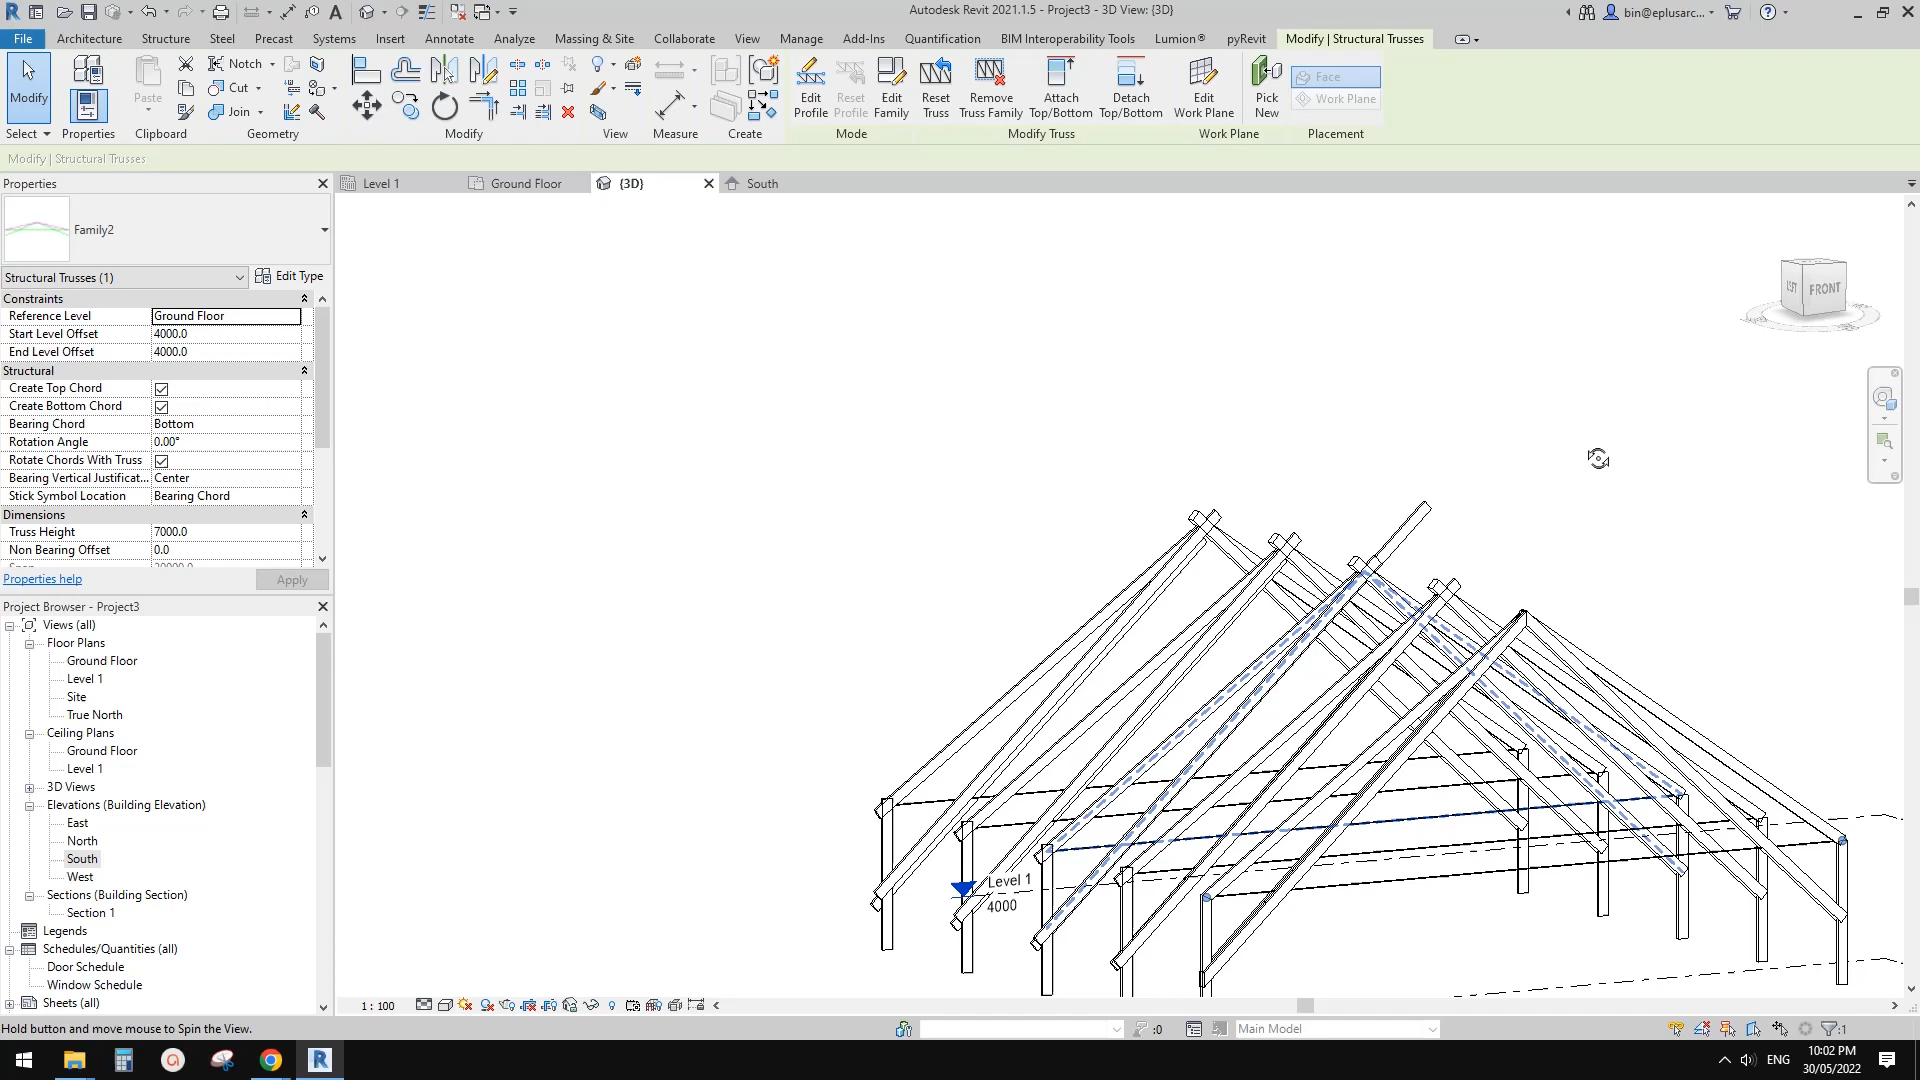 Autodesk Revit 2021.1.5 - Project3 - 3D View: {3D}
bin@eplusarc...
File
Architecture
Structure
Steel
Precast
Systems
Insert
Annotate
Analyze
Massing & Site
Collaborate
View
Manage
Add-Ins
Quantification
BIM Interoperability Tools
Lumion®
pyRevit
Modify | Structural Trusses
Modify
Paste
Notch
Cut
Join
Edit
Profile
Reset
Profile
Edit
Family
Reset
Truss
Remove
Truss Family
Attach
Top/Bottom
Detach
Top/Bottom
Edit
Work Plane
Pick
New
Face
Work Plane
Select
Properties
Clipboard
Geometry
Modify
View
Measure
Create
Mode
Modify Truss
Work Plane
Placement
Modify | Structural Trusses
Properties
Level 1
Ground Floor
{3D}
South
Family2
Structural Trusses (1)
Edit Type
Constraints
Reference Level Ground Floor
Start Level Offset 4000.0
End Level Offset 4000.0
Structural
Create Top Chord
Create Bottom Chord
Bearing Chord Bottom
Rotation Angle 0.00°
Rotate Chords With Truss
Bearing Vertical Justificat... Center
Stick Symbol Location Bearing Chord
Dimensions
Truss Height 7000.0
Non Bearing Offset 0.0
Properties help
Apply
Project Browser - Project3
Views (all)
Floor Plans
Ground Floor
Level 1
Site
True North
Ceiling Plans
Ground Floor
Level 1
3D Views
Elevations (Building Elevation)
East
North
South
West
Sections (Building Section)
Section 1
Legends
Schedules/Quantities (all)
Door Schedule
Window Schedule
Sheets (all)
LEFT
FRONT
Level 1
4000
1 : 100
Hold button and move mouse to Spin the View.
:0
Main Model
:1
ENG
10:02 PM
30/05/2022